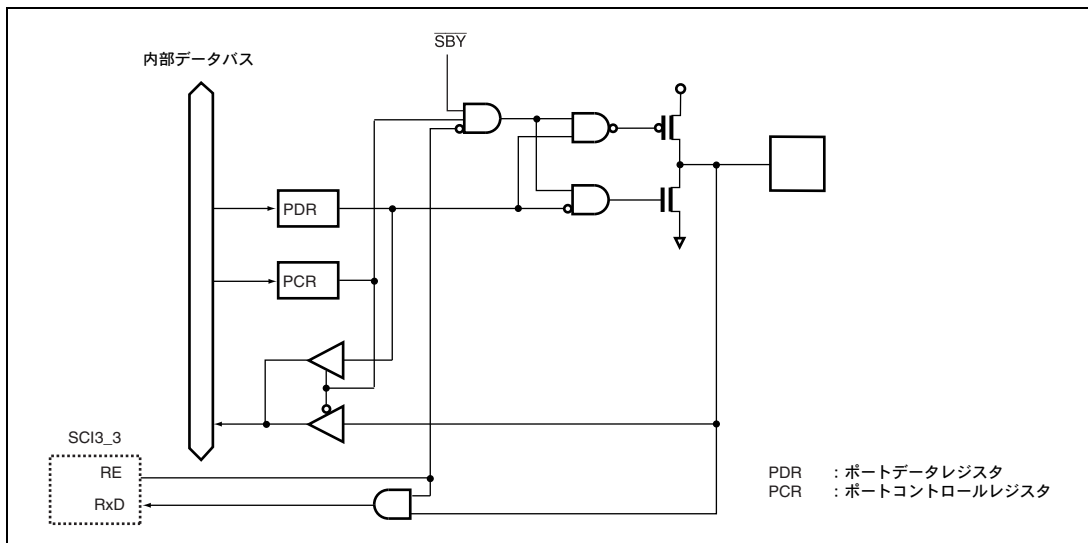 SBY
内部データバス
PDR
PCR
SCI3_3
RE
RxD
PDR :ポートデータレジスタ
PCR :ポートコントロールレジスタ